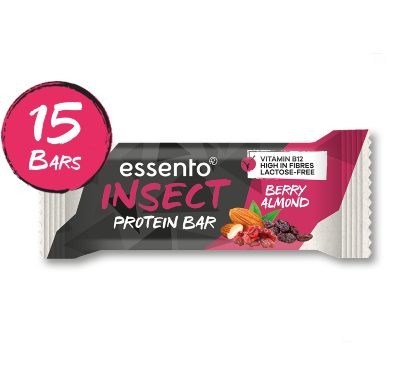 15
BARS
essento
INSECT
PROTEIN BAR
VITAMIN B12
HIGH IN FIBRES
LACTOSE-FREE
BERRY
ALMOND